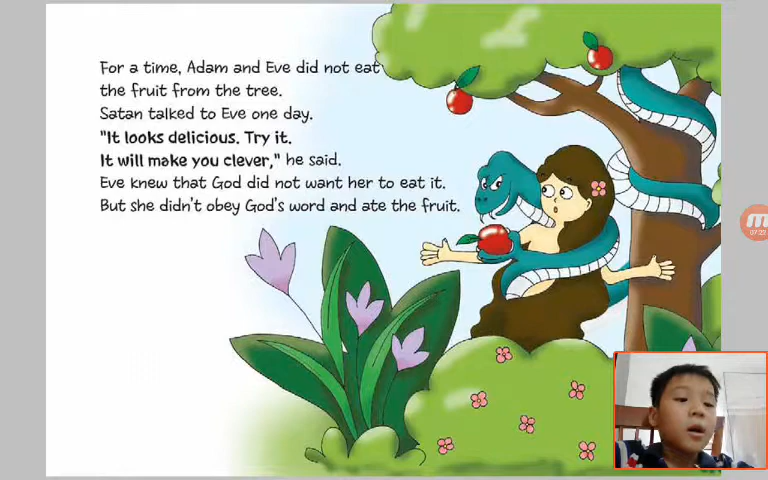 For a time, Adam and Eve did not eat
the fruit from the tree.
Satan talked to Eve one day.
"It looks delicious. Try it.
It will make you clever," he said.
Eve knew that God did not want her to eat it.
But she didn't obey God's word and ate the fruit.
07:22